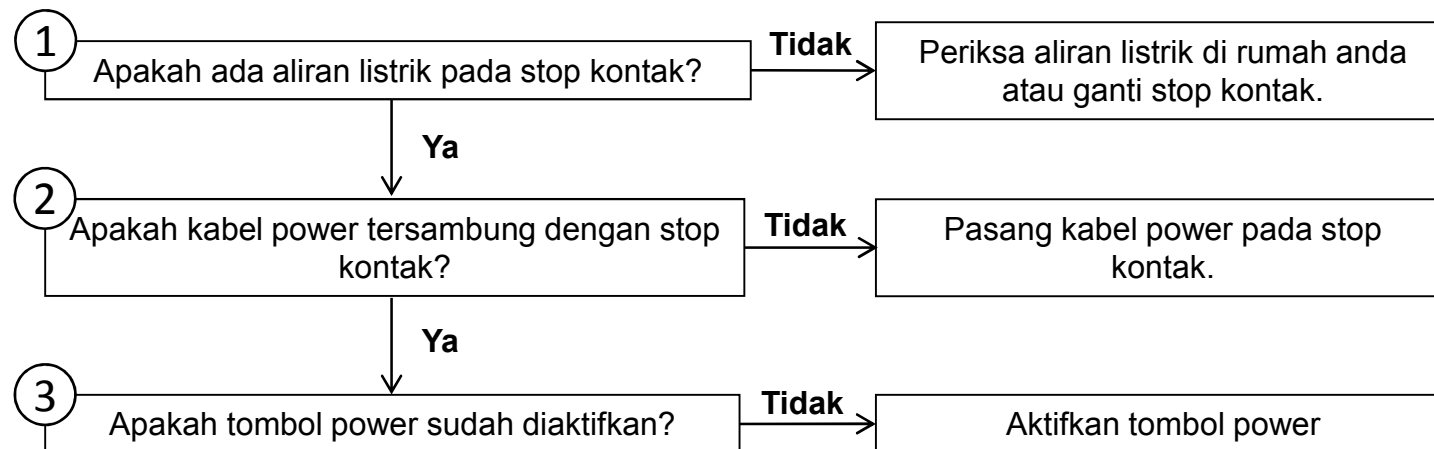 1
Apakah ada aliran listrik pada stop kontak?
Tidak
Periksa aliran listrik di rumah anda
atau ganti stop kontak.
Ya
2
Apakah kabel power tersambung dengan stop
kontak?
Tidak
Pasang kabel power pada stop
kontak.
Ya
3
Apakah tombol power sudah diaktifkan?
Tidak
Aktifkan tombol power